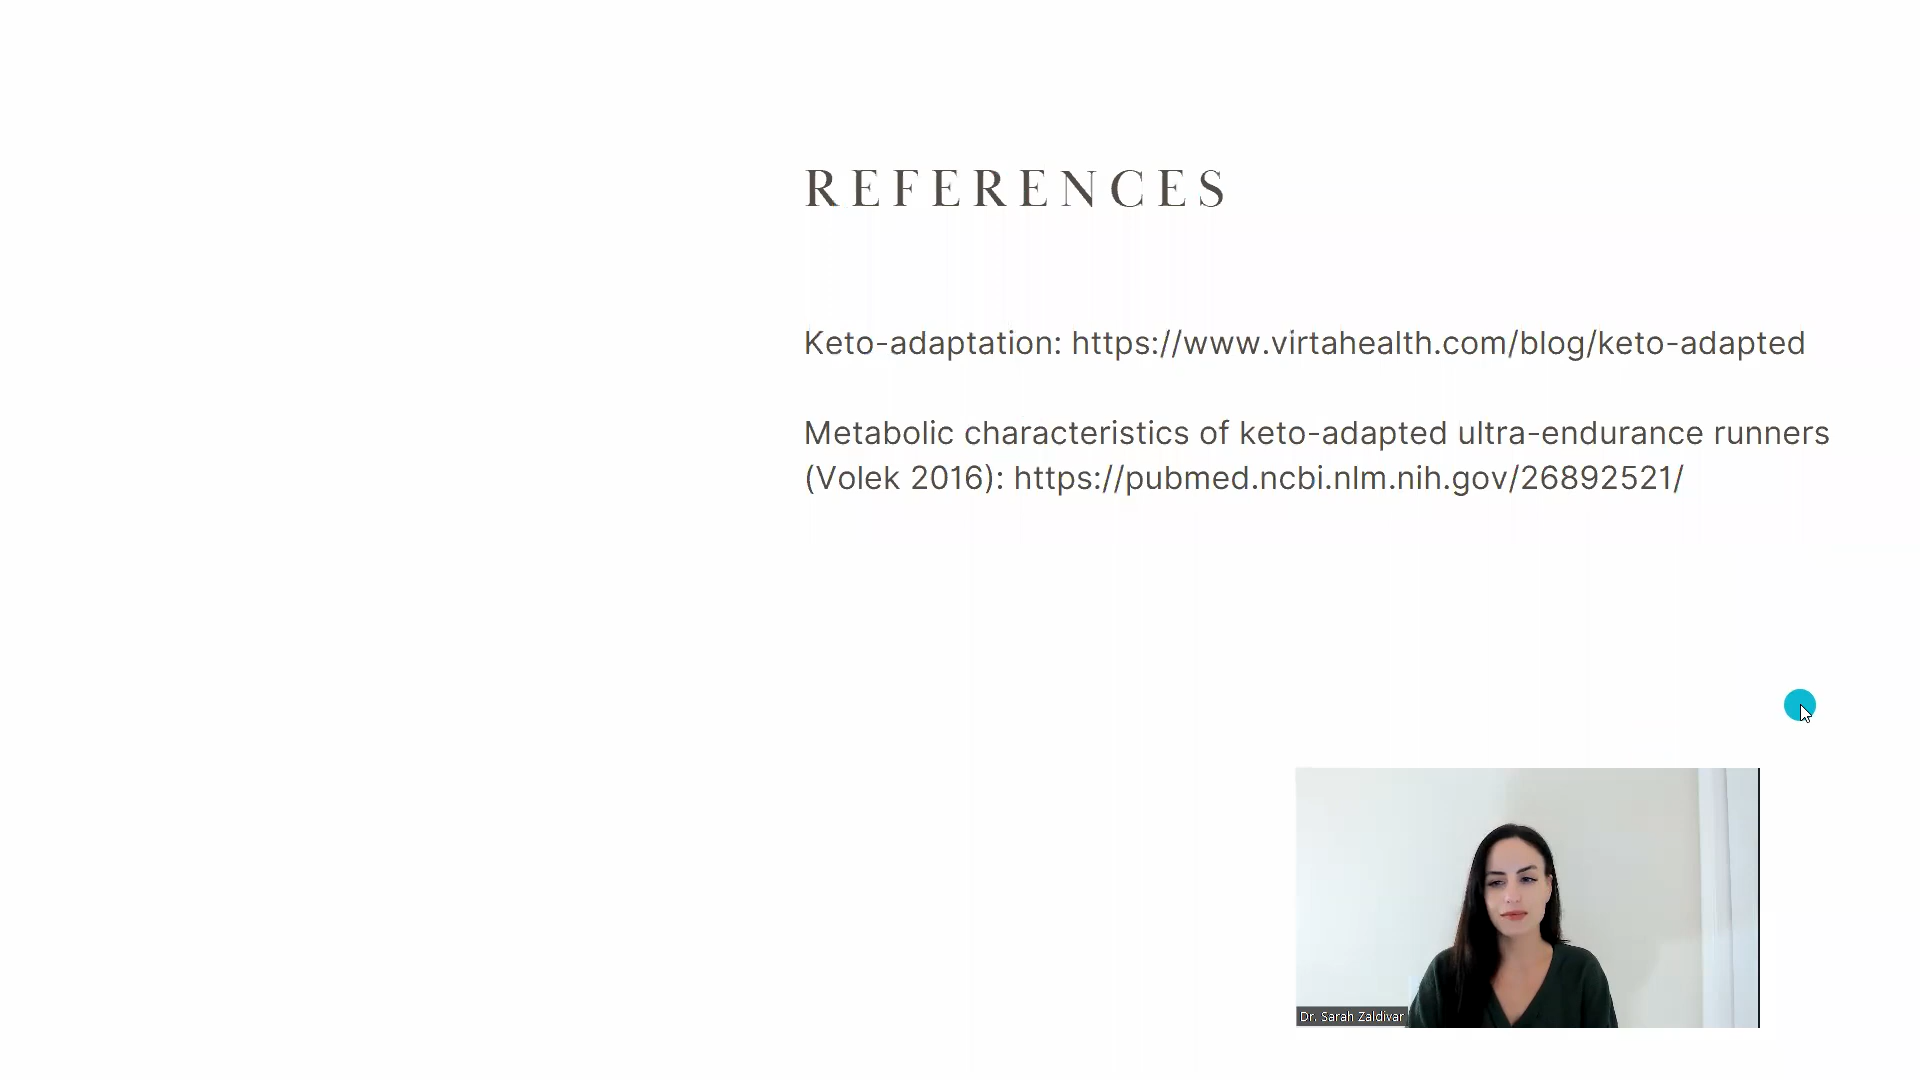 REFERENCES
Keto-adaptation: https://www.virtahealth.com/blog/keto-adapted
Metabolic characteristics of keto-adapted ultra-endurance runners
(Volek 2016): https://pubmed.ncbi.nlm.nih.gov/26892521/
Dr. Sarah Zaldivar